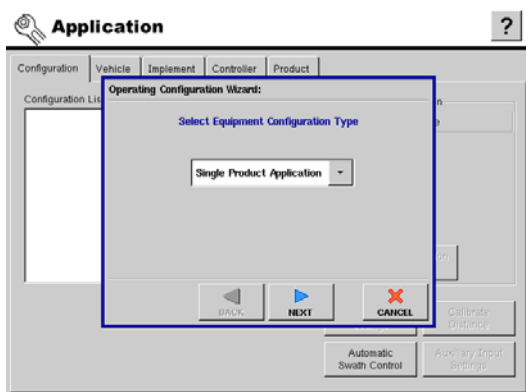 Application
?
Configuration Vehicle Implement Controller Product
Operating Configuration Wizard:
Configuration Lis
n
e
Select Equipment Configuration Type
Single Product Application
on
BACK NEXT CANCEL
Calibrate
Distance
Automatic
Swath Control
Auxiliary Input
Settings